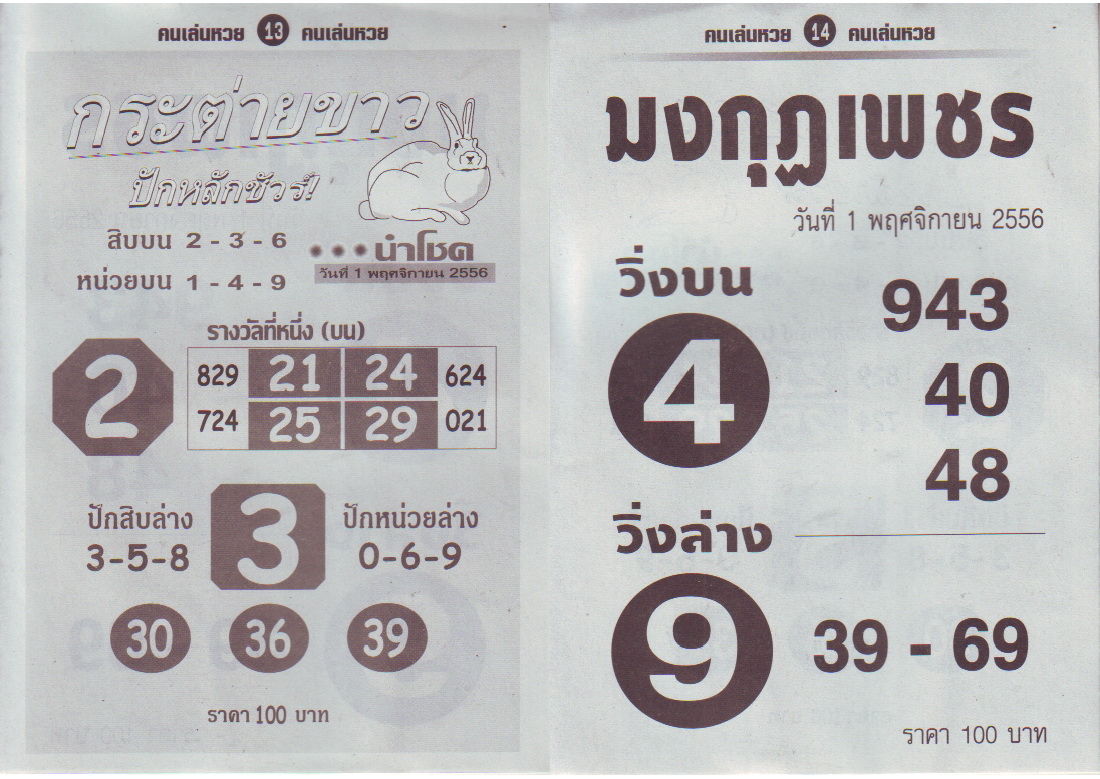 คนเล่นหวย 13 คนเล่นหวย
กระต่ายขาว
ปักหลักชัวร์!
สิบบน 2 - 3 - 6
หน่วยบน 1 - 4 - 9
นำโชค
วันที่ 1 พฤศจิกายน 2556
รางวัลที่หนึ่ง (บน)
2
829 21 24 624
724 25 29 021
ปักสิบล่าง
3-5-8
3
ปักหน่วยล่าง
0-6-9
30 36 39
ราคา 100 บาท
คนเล่นหวย 14 คนเล่นหวย
มงกุฎเพชร
วันที่ 1 พฤศจิกายน 2556
วิ่งบน
4
943
40
48
วิ่งล่าง
9
39 - 69
ราคา 100 บาท